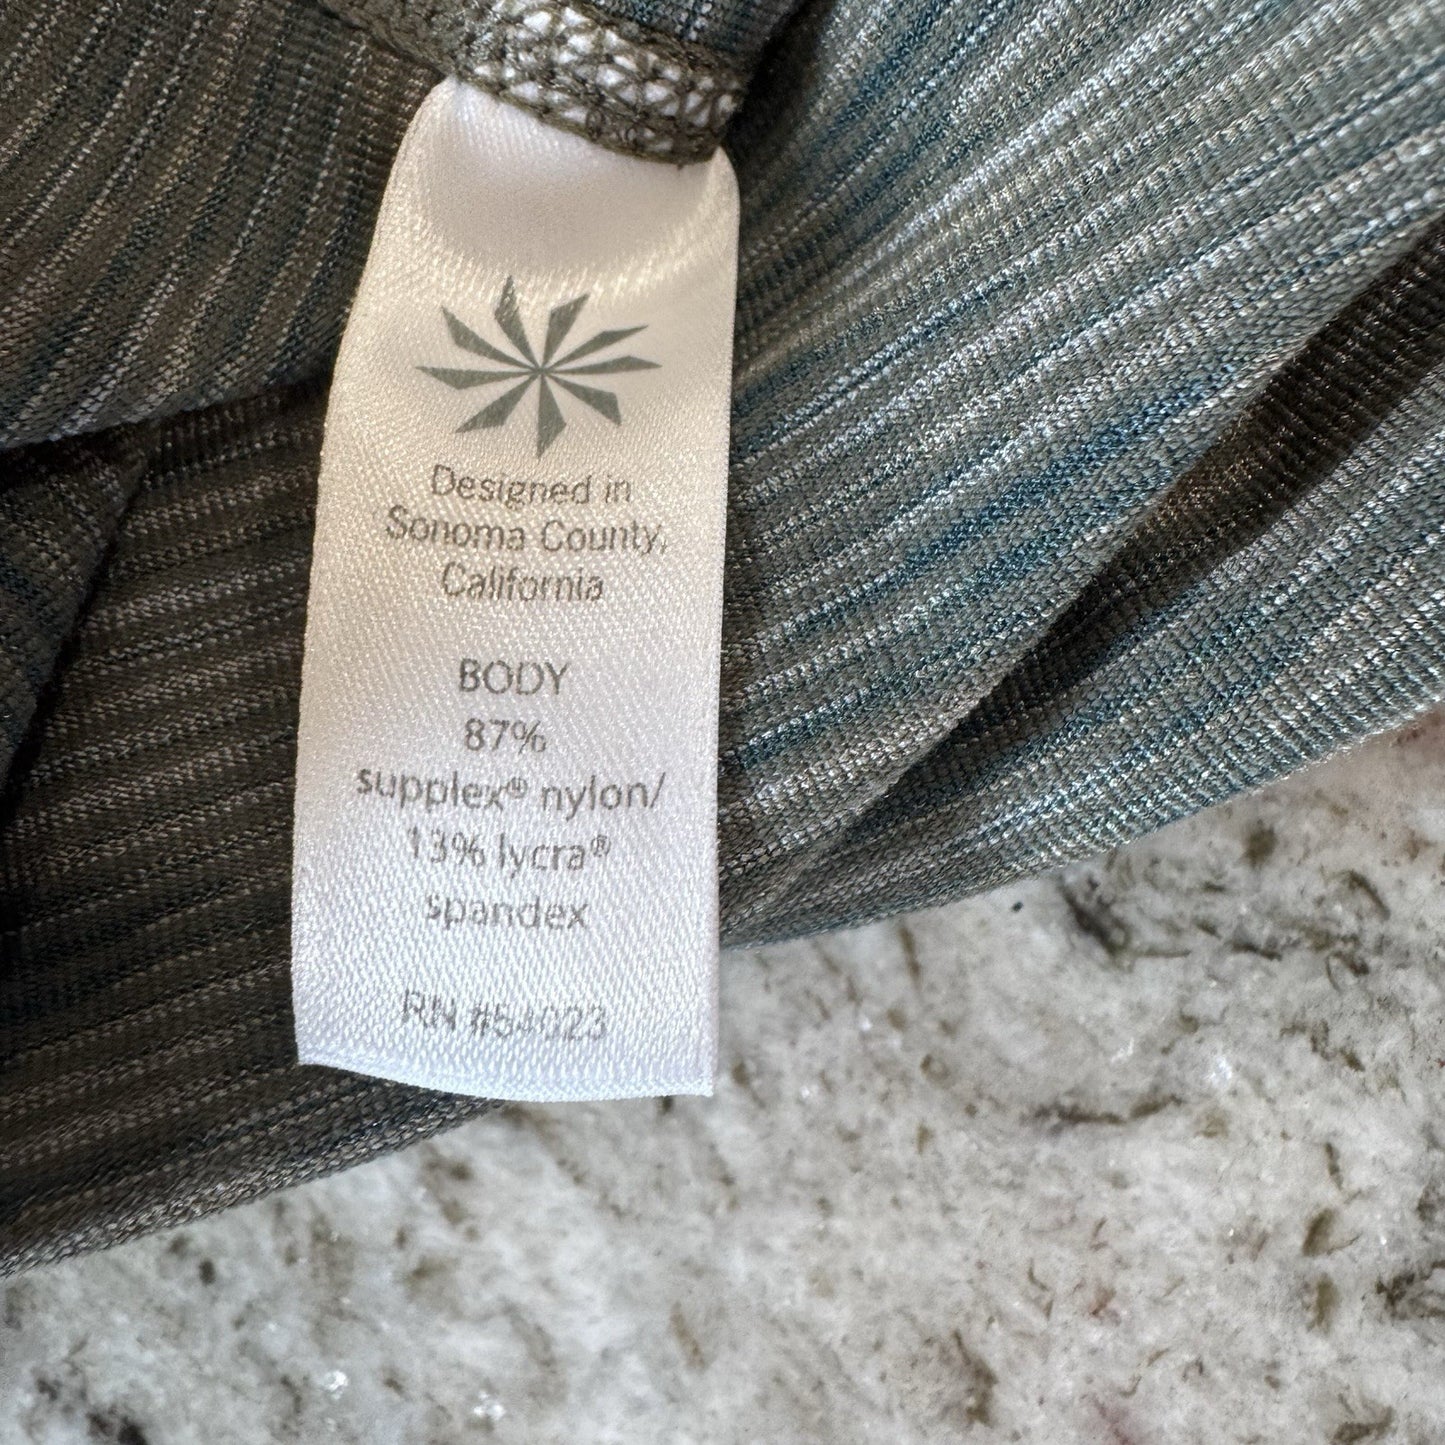 Designed in
Sonoma County,
California
BODY
87%
supplex® nylon/
13% lycra®
spandex
RN #54023